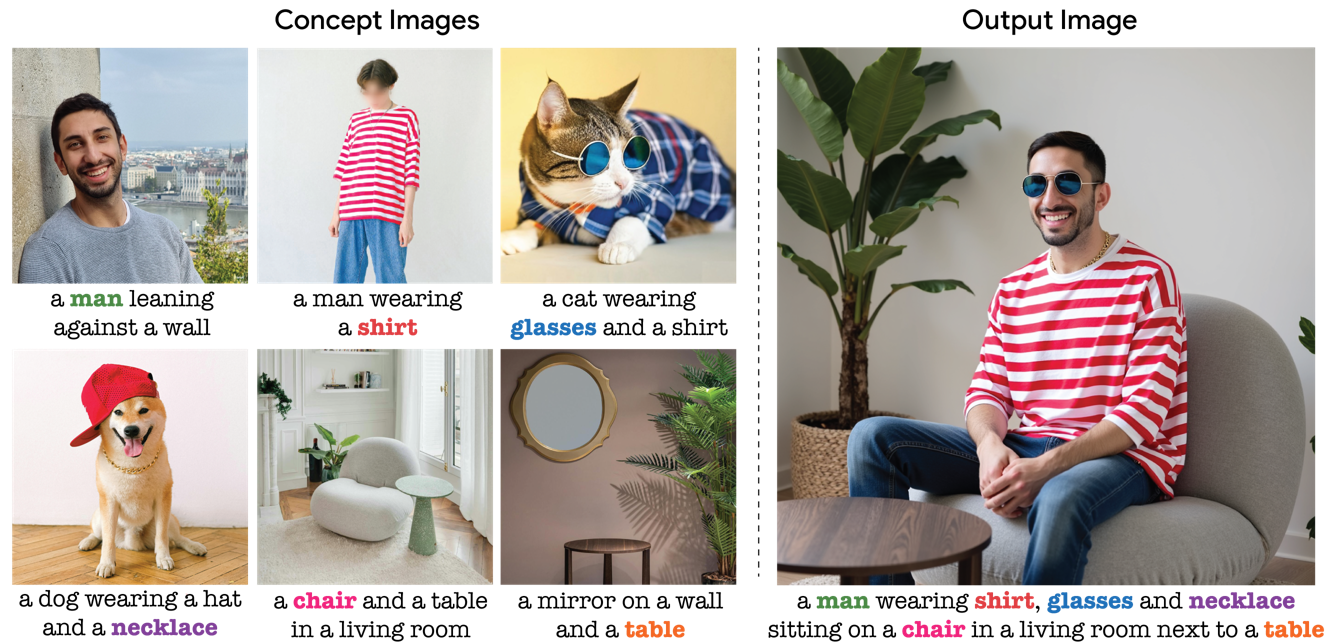 Concept Images
Output Image
a man leaning
against a wall
a man wearing
a shirt
a cat wearing
glasses and a shirt
a dog wearing a hat
and a necklace
a chair and a table
in a living room
a mirror on a wall
and a table
a man wearing shirt, glasses and necklace
sitting on a chair in a living room next to a table